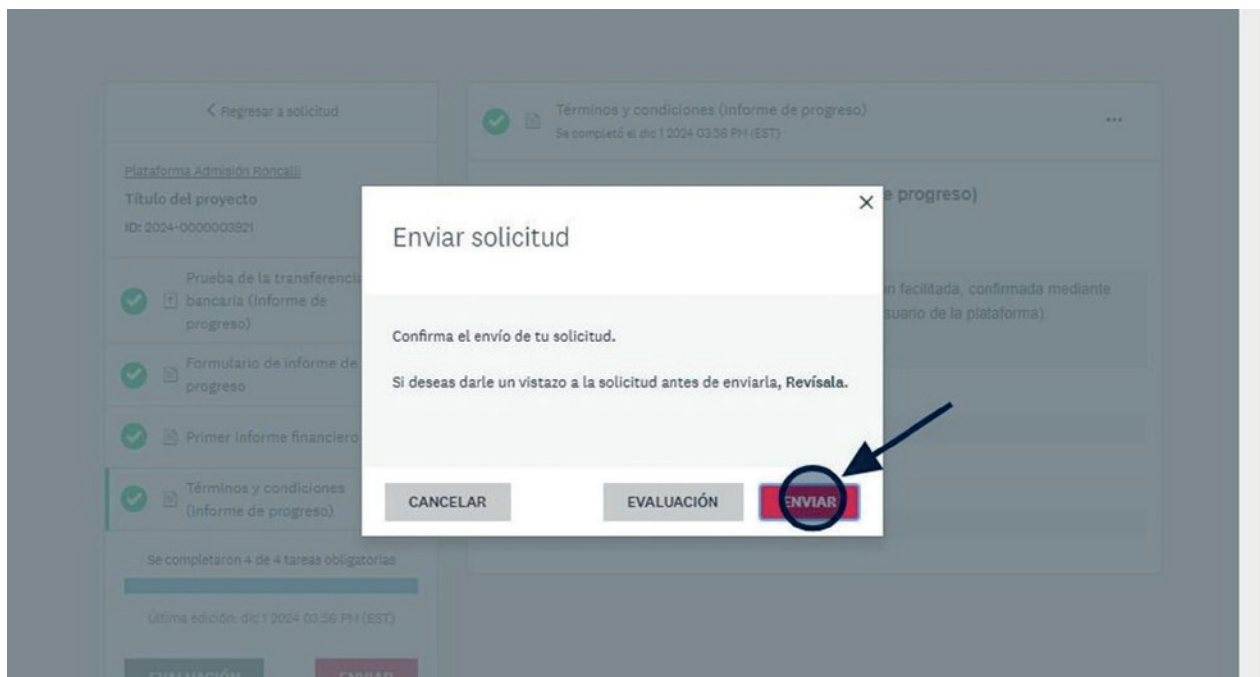 Regresar a solicitud
Plataforma Admisión Roncalli
Título del proyecto
ID: 2024-0000003921
Prueba de la transferencia
bancaria (Informe de
progreso)
Formulario de informe de
progreso
Primer informe financiero
Términos y condiciones
(Informe de progreso)
Se completaron 4 de 4 tareas obligatorias
Última edición: dic 1 2024 03:56 PM (EST)
EVALUACIÓN
ENVIAR
Términos y condiciones (Informe de progreso)
Se completó el dic 1 2024 03:56 PM (EST)
...
e progreso)
n facilitada, confirmada mediante
suario de la plataforma)
Enviar solicitud
Confirma el envío de tu solicitud.
Si deseas darle un vistazo a la solicitud antes de enviarla, Revísala.
CANCELAR
EVALUACIÓN
ENVIAR